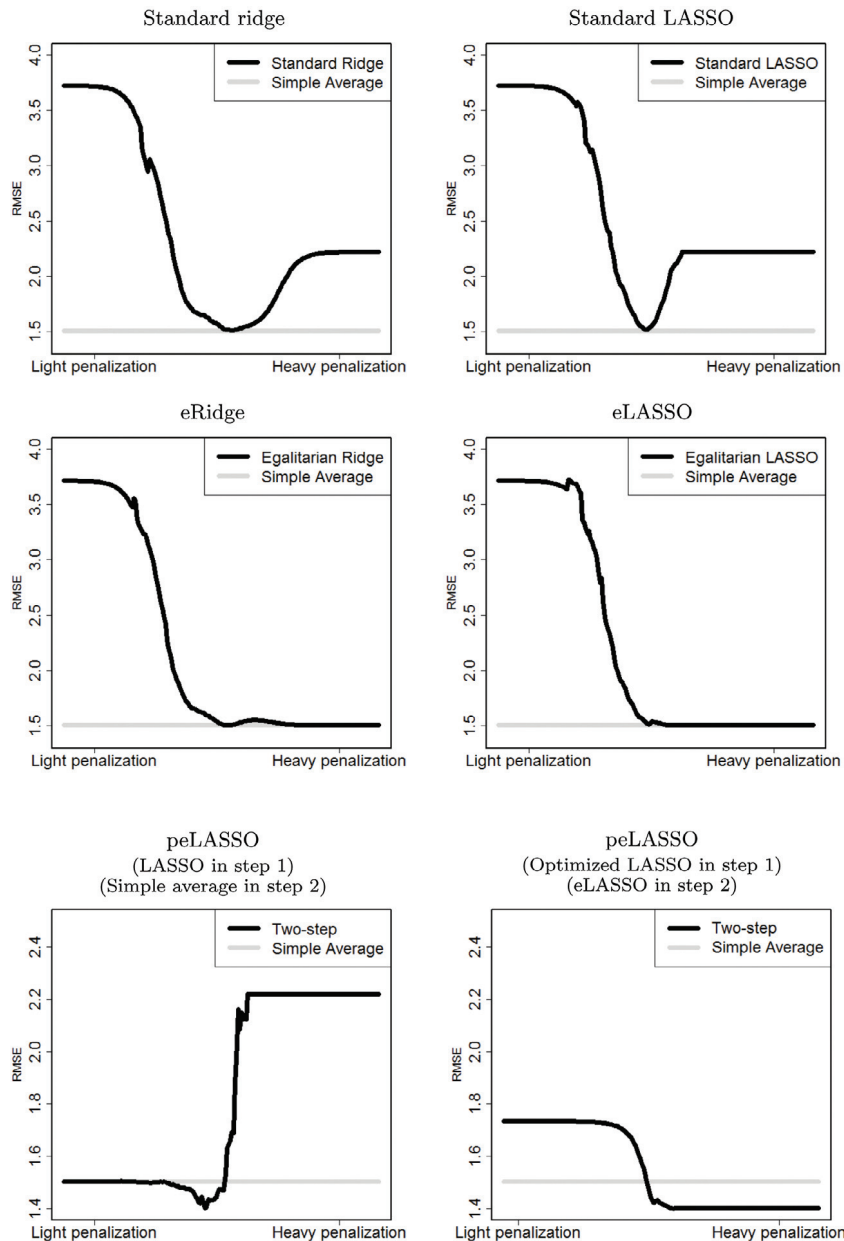 Standard ridge
Standard Ridge
Simple Average
4.0
3.5
3.0
2.5
2.0
1.5
RMSE
Light penalization
Heavy penalization
Standard LASSO
Standard LASSO
Simple Average
4.0
3.5
3.0
2.5
2.0
1.5
RMSE
Light penalization
Heavy penalization
eRidge
Egalitarian Ridge
Simple Average
4.0
3.5
3.0
2.5
2.0
1.5
RMSE
Light penalization
Heavy penalization
eLASSO
Egalitarian LASSO
Simple Average
4.0
3.5
3.0
2.5
2.0
1.5
RMSE
Light penalization
Heavy penalization
peLASSO
(LASSO in step 1)
(Simple average in step 2)
Two-step
Simple Average
2.4
2.2
2.0
1.8
1.6
1.4
RMSE
Light penalization
Heavy penalization
peLASSO
(Optimized LASSO in step 1)
(eLASSO in step 2)
Two-step
Simple Average
2.4
2.2
2.0
1.8
1.6
1.4
RMSE
Light penalization
Heavy penalization